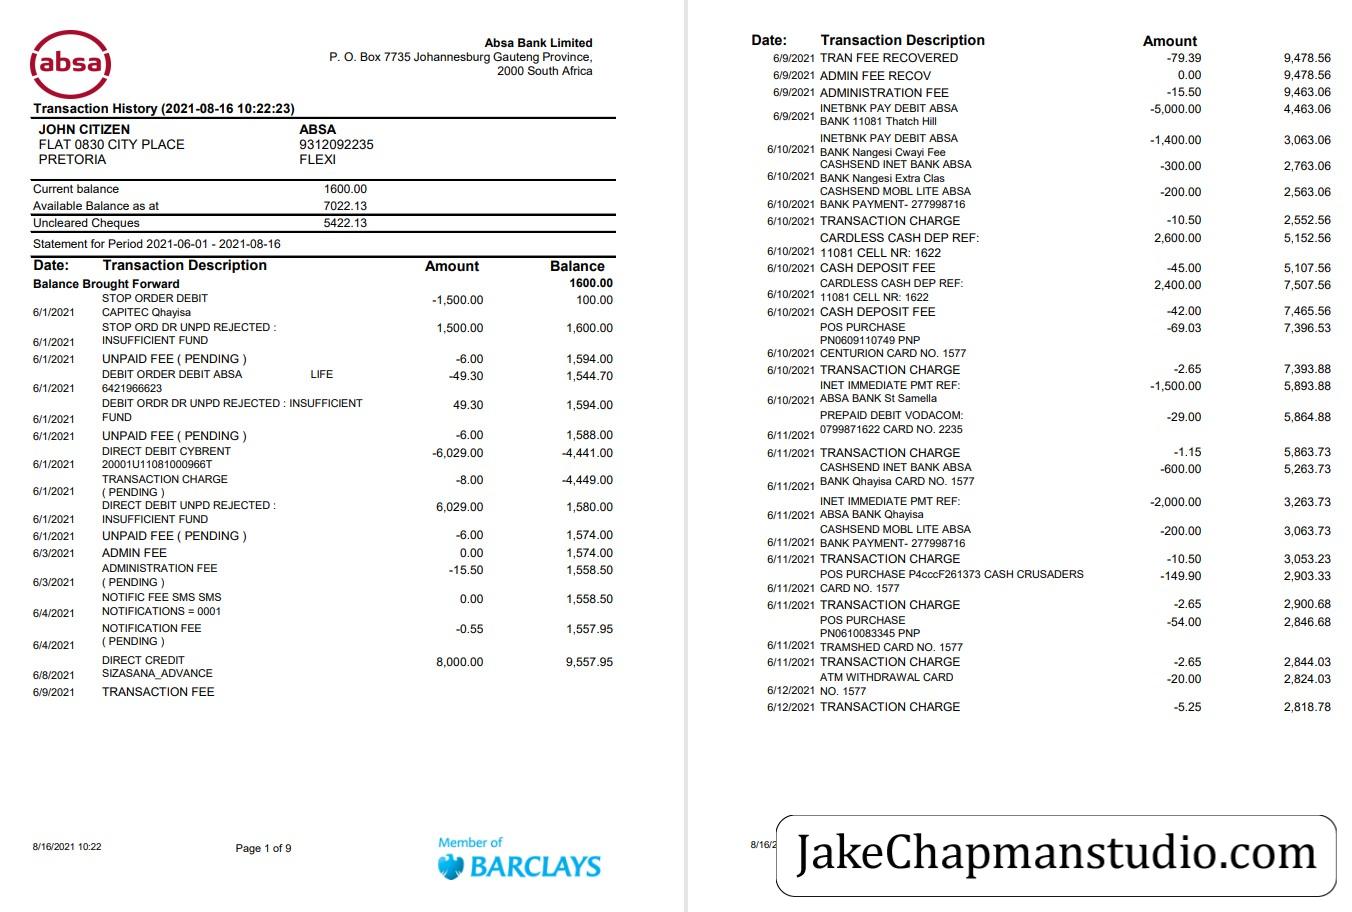 absa
Absa Bank Limited
P. O. Box 7735 Johannesburg Gauteng Province,
2000 South Africa
Transaction History (2021-08-16 10:22:23)
JOHN CITIZEN ABSA
FLAT 0830 CITY PLACE 9312092235
PRETORIA FLEXI
Current balance 1600.00
Available Balance as at 7022.13
Uncleared Cheques 5422.13
Statement for Period 2021-06-01 - 2021-08-16
Date: Transaction Description Amount Balance
Balance Brought Forward 1600.00
STOP ORDER DEBIT -1,500.00 100.00
6/1/2021 CAPITEC Qhayisa
STOP ORD DR UNPD REJECTED : 1,500.00 1,600.00
6/1/2021 INSUFFICIENT FUND
6/1/2021 UNPAID FEE ( PENDING ) -6.00 1,594.00
DEBIT ORDER DEBIT ABSA LIFE -49.30 1,544.70
6/1/2021 6421966623
DEBIT ORDR DR UNPD REJECTED : INSUFFICIENT 49.30 1,594.00
6/1/2021 FUND
6/1/2021 UNPAID FEE ( PENDING ) -6.00 1,588.00
DIRECT DEBIT CYBRENT -6,029.00 -4,441.00
6/1/2021 20001U11081000966T
TRANSACTION CHARGE -8.00 -4,449.00
6/1/2021 ( PENDING )
DIRECT DEBIT UNPD REJECTED : 6,029.00 1,580.00
6/1/2021 INSUFFICIENT FUND
6/1/2021 UNPAID FEE ( PENDING ) -6.00 1,574.00
6/3/2021 ADMIN FEE 0.00 1,574.00
ADMINISTRATION FEE -15.50 1,558.50
6/3/2021 ( PENDING )
NOTIFIC FEE SMS SMS 0.00 1,558.50
6/4/2021 NOTIFICATIONS = 0001
NOTIFICATION FEE -0.55 1,557.95
6/4/2021 ( PENDING )
DIRECT CREDIT 8,000.00 9,557.95
6/8/2021 SIZASANA_ADVANCE
6/9/2021 TRANSACTION FEE
8/16/2021 10:22 Page 1 of 9
Member of
BARCLAYS
Date: Transaction Description Amount
6/9/2021 TRAN FEE RECOVERED -79.39 9,478.56
6/9/2021 ADMIN FEE RECOV 0.00 9,478.56
6/9/2021 ADMINISTRATION FEE -15.50 9,463.06
INETBNK PAY DEBIT ABSA -5,000.00 4,463.06
6/9/2021 BANK 11081 Thatch Hill
INETBNK PAY DEBIT ABSA -1,400.00 3,063.06
6/10/2021 BANK Nangesi Cwayi Fee
CASHSEND INET BANK ABSA -300.00 2,763.06
6/10/2021 BANK Nangesi Extra Clas
CASHSEND MOBL LITE ABSA -200.00 2,563.06
6/10/2021 BANK PAYMENT- 277998716
6/10/2021 TRANSACTION CHARGE -10.50 2,552.56
CARDLESS CASH DEP REF: 2,600.00 5,152.56
6/10/2021 11081 CELL NR: 1622
6/10/2021 CASH DEPOSIT FEE -45.00 5,107.56
CARDLESS CASH DEP REF: 2,400.00 7,507.56
6/10/2021 11081 CELL NR: 1622
6/10/2021 CASH DEPOSIT FEE -42.00 7,465.56
POS PURCHASE -69.03 7,396.53
PN0609110749 PNP
6/10/2021 CENTURION CARD NO. 1577
6/10/2021 TRANSACTION CHARGE -2.65 7,393.88
INET IMMEDIATE PMT REF: -1,500.00 5,893.88
6/10/2021 ABSA BANK St Samella
PREPAID DEBIT VODACOM: -29.00 5,864.88
6/11/2021 0799871622 CARD NO. 2235
6/11/2021 TRANSACTION CHARGE -1.15 5,863.73
CASHSEND INET BANK ABSA -600.00 5,263.73
6/11/2021 BANK Qhayisa CARD NO. 1577
INET IMMEDIATE PMT REF: -2,000.00 3,263.73
6/11/2021 ABSA BANK Qhayisa
CASHSEND MOBL LITE ABSA -200.00 3,063.73
6/11/2021 BANK PAYMENT- 277998716
6/11/2021 TRANSACTION CHARGE -10.50 3,053.23
POS PURCHASE P4cccF261373 CASH CRUSADERS -149.90 2,903.33
6/11/2021 CARD NO. 1577
6/11/2021 TRANSACTION CHARGE -2.65 2,900.68
POS PURCHASE -54.00 2,846.68
PN0610083345 PNP
6/11/2021 TRAMSHED CARD NO. 1577
6/11/2021 TRANSACTION CHARGE -2.65 2,844.03
ATM WITHDRAWAL CARD -20.00 2,824.03
6/12/2021 NO. 1577
6/12/2021 TRANSACTION CHARGE -5.25 2,818.78
8/16/2
JakeChapmanstudio.com